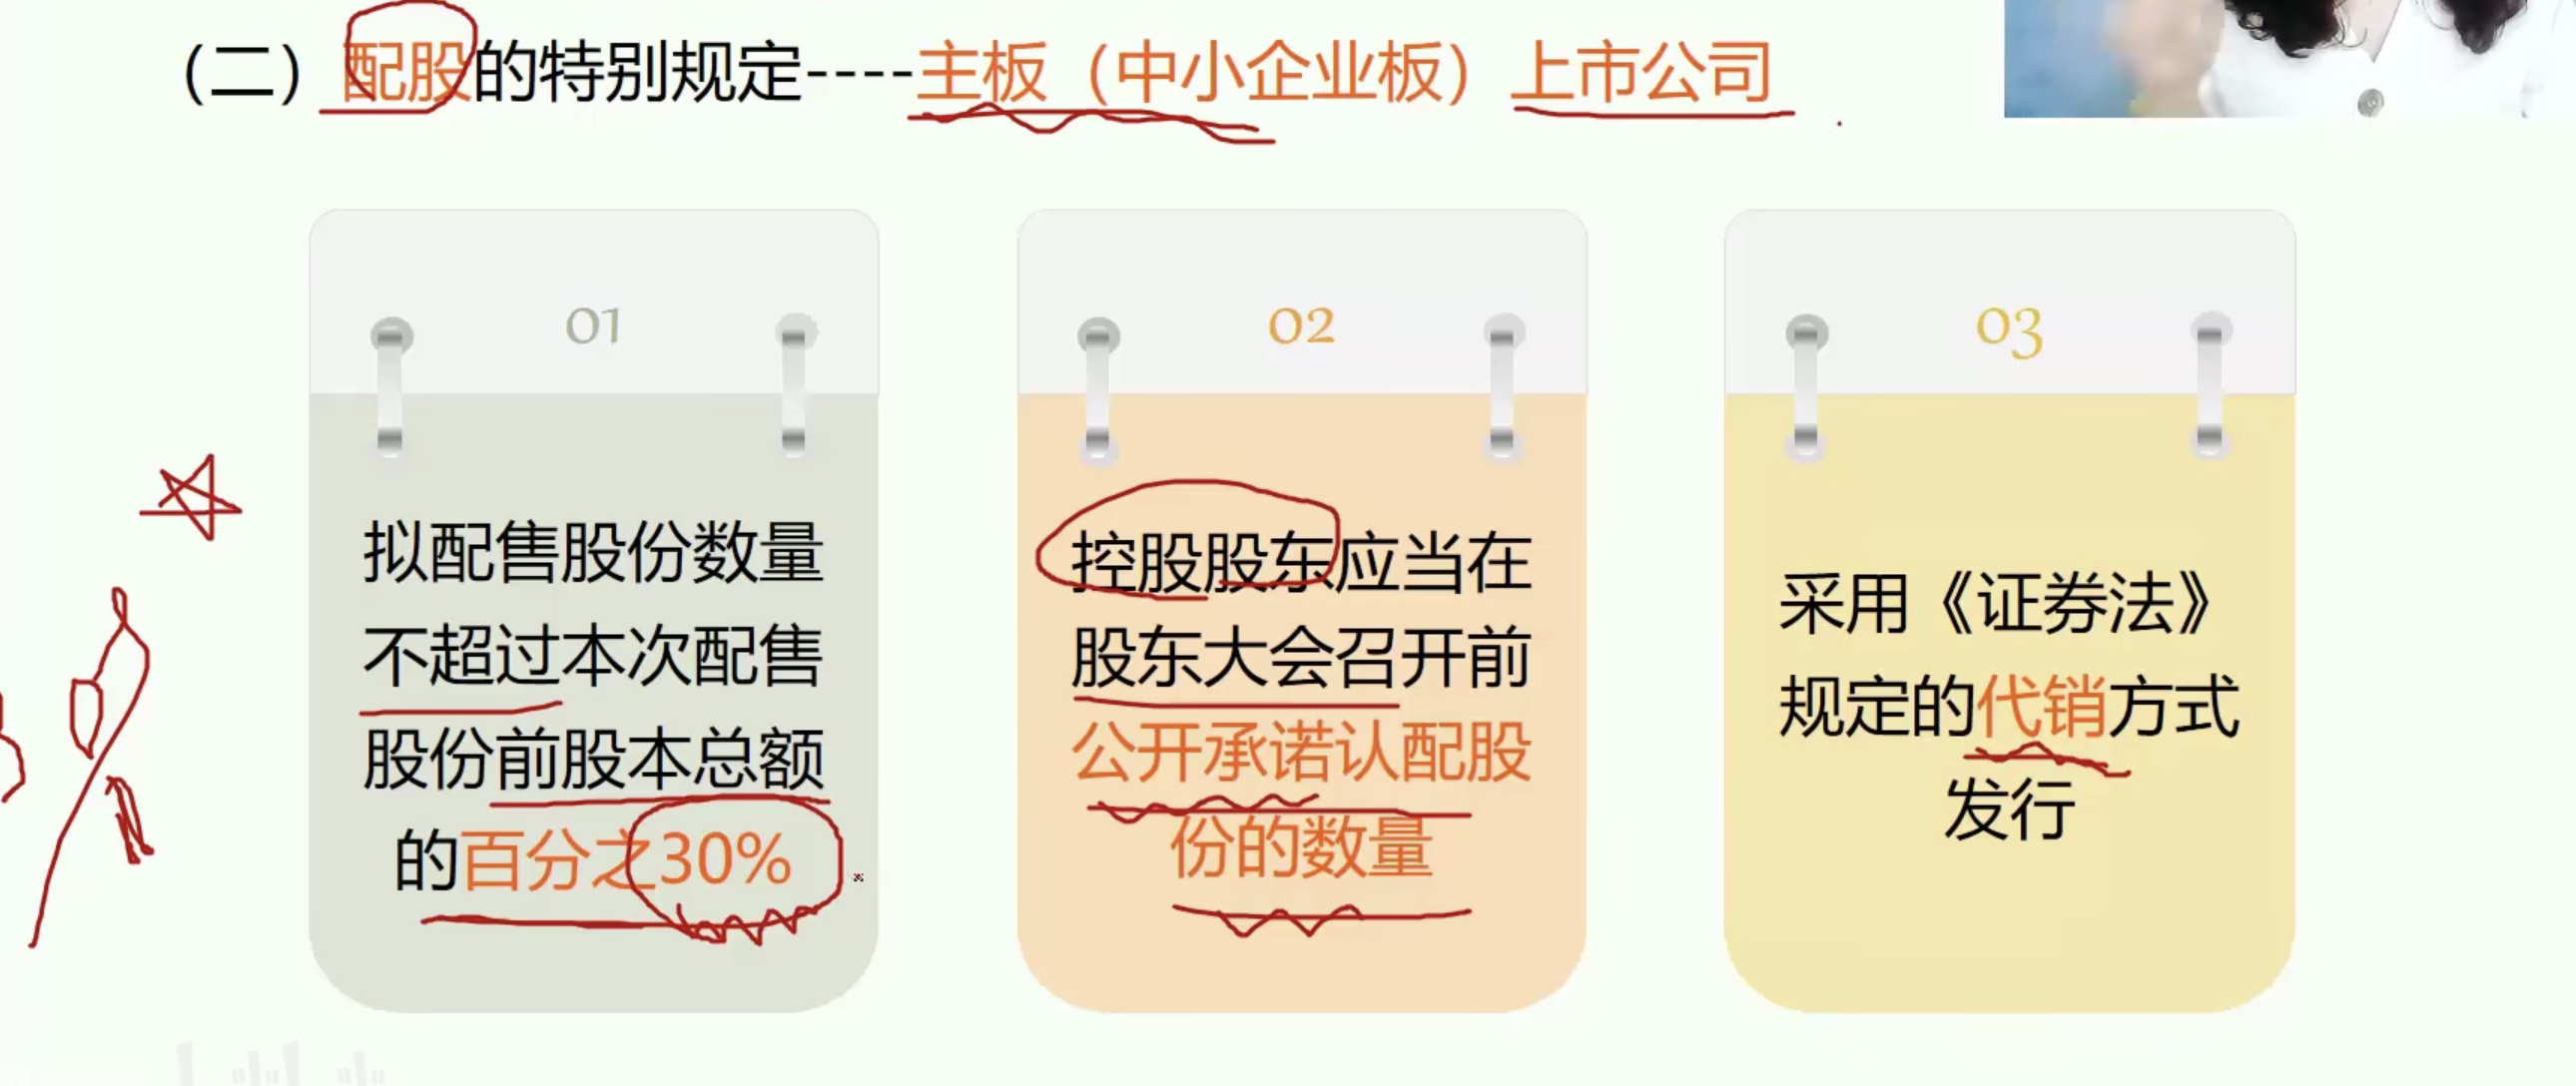 （二）配股的特别规定----主板（中小企业板）上市公司
01
拟配售股份数量
不超过本次配售
股份前股本总额
的百分之30%
02
控股股东应当在
股东大会召开前
公开承诺认配股
份的数量
03
采用《证券法》
规定的代销方式
发行